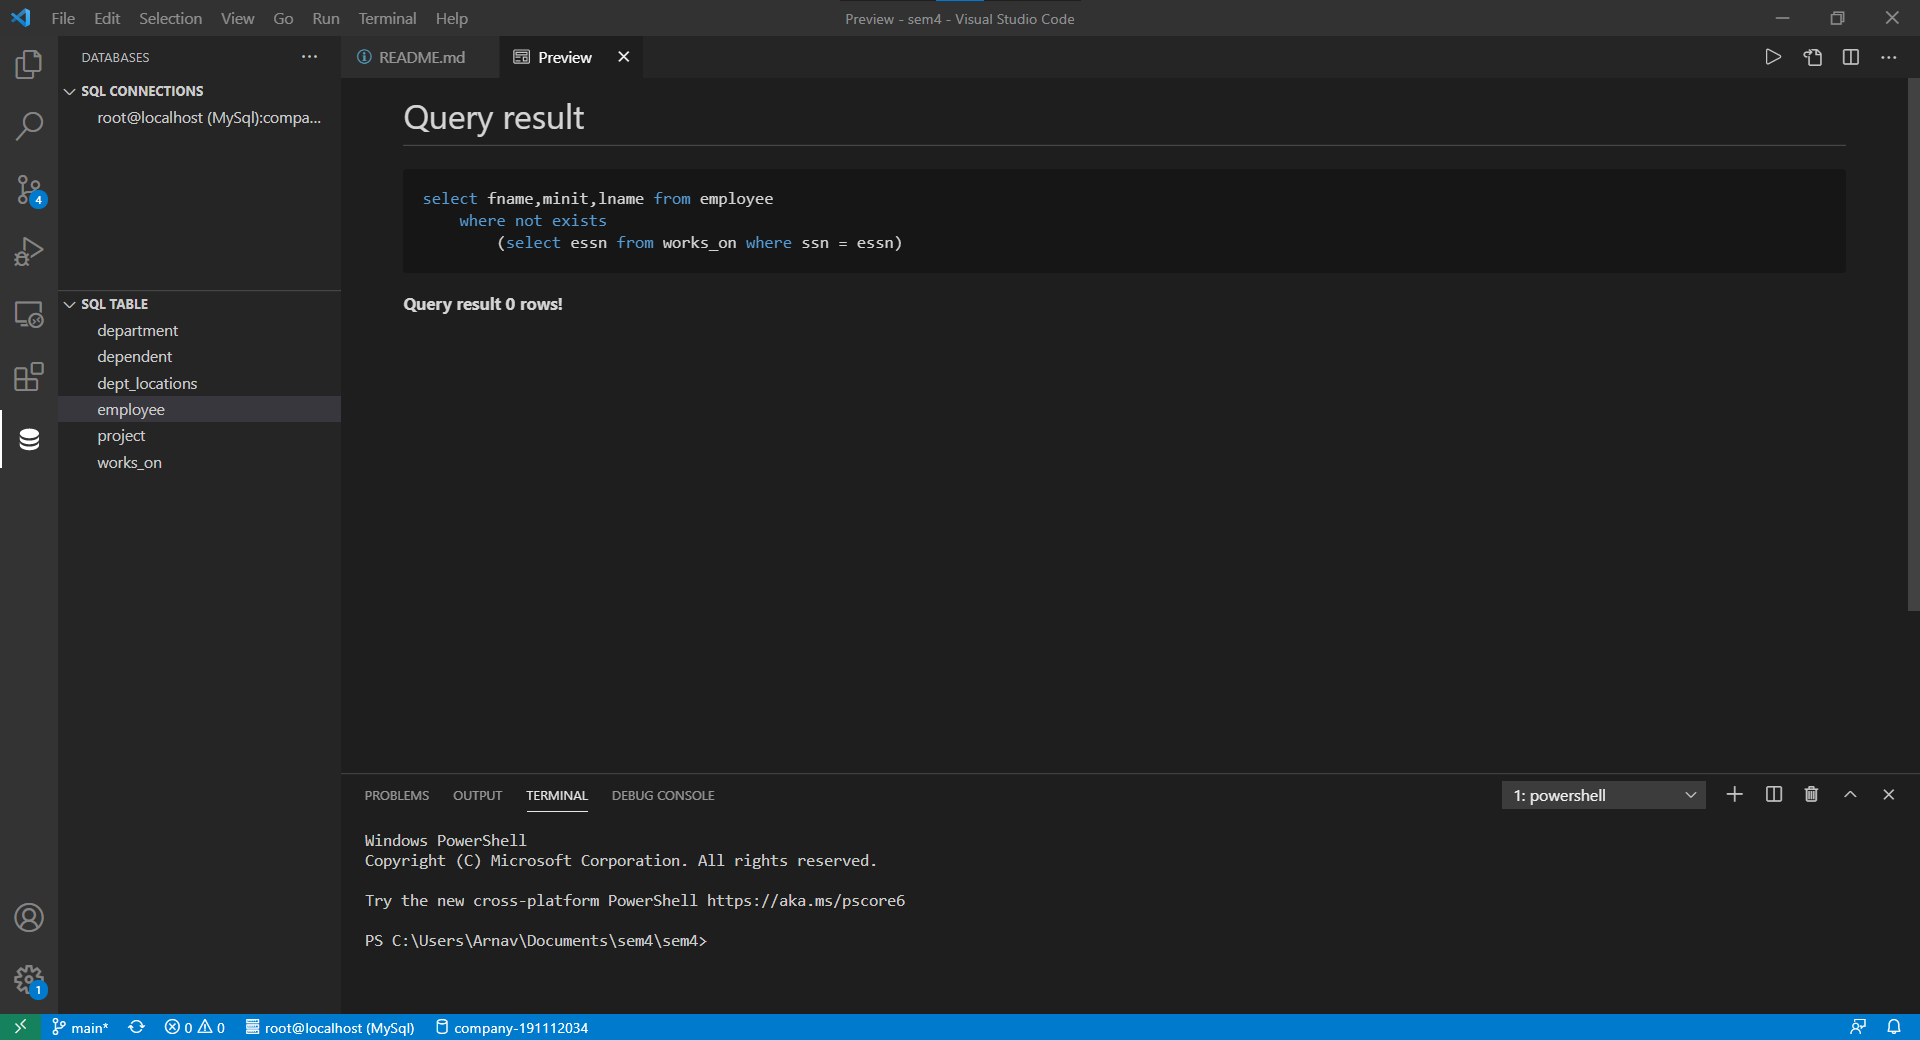 File Edit Selection View Go Run Terminal Help
Preview - sem4 - Visual Studio Code
DATABASES
SQL CONNECTIONS
root@localhost (MySql):compa...
SQL TABLE
department
dependent
dept_locations
employee
project
works_on
README.md
Preview
Query result
select fname,minit,lname from employee
where not exists
(select essn from works_on where ssn = essn)
Query result 0 rows!
PROBLEMS OUTPUT TERMINAL DEBUG CONSOLE
1: powershell
Windows PowerShell
Copyright (C) Microsoft Corporation. All rights reserved.
Try the new cross-platform PowerShell https://aka.ms/pscore6
PS C:\Users\Arnav\Documents\sem4\sem4>
4
1
main* 0 0 root@localhost (MySql) company-191112034